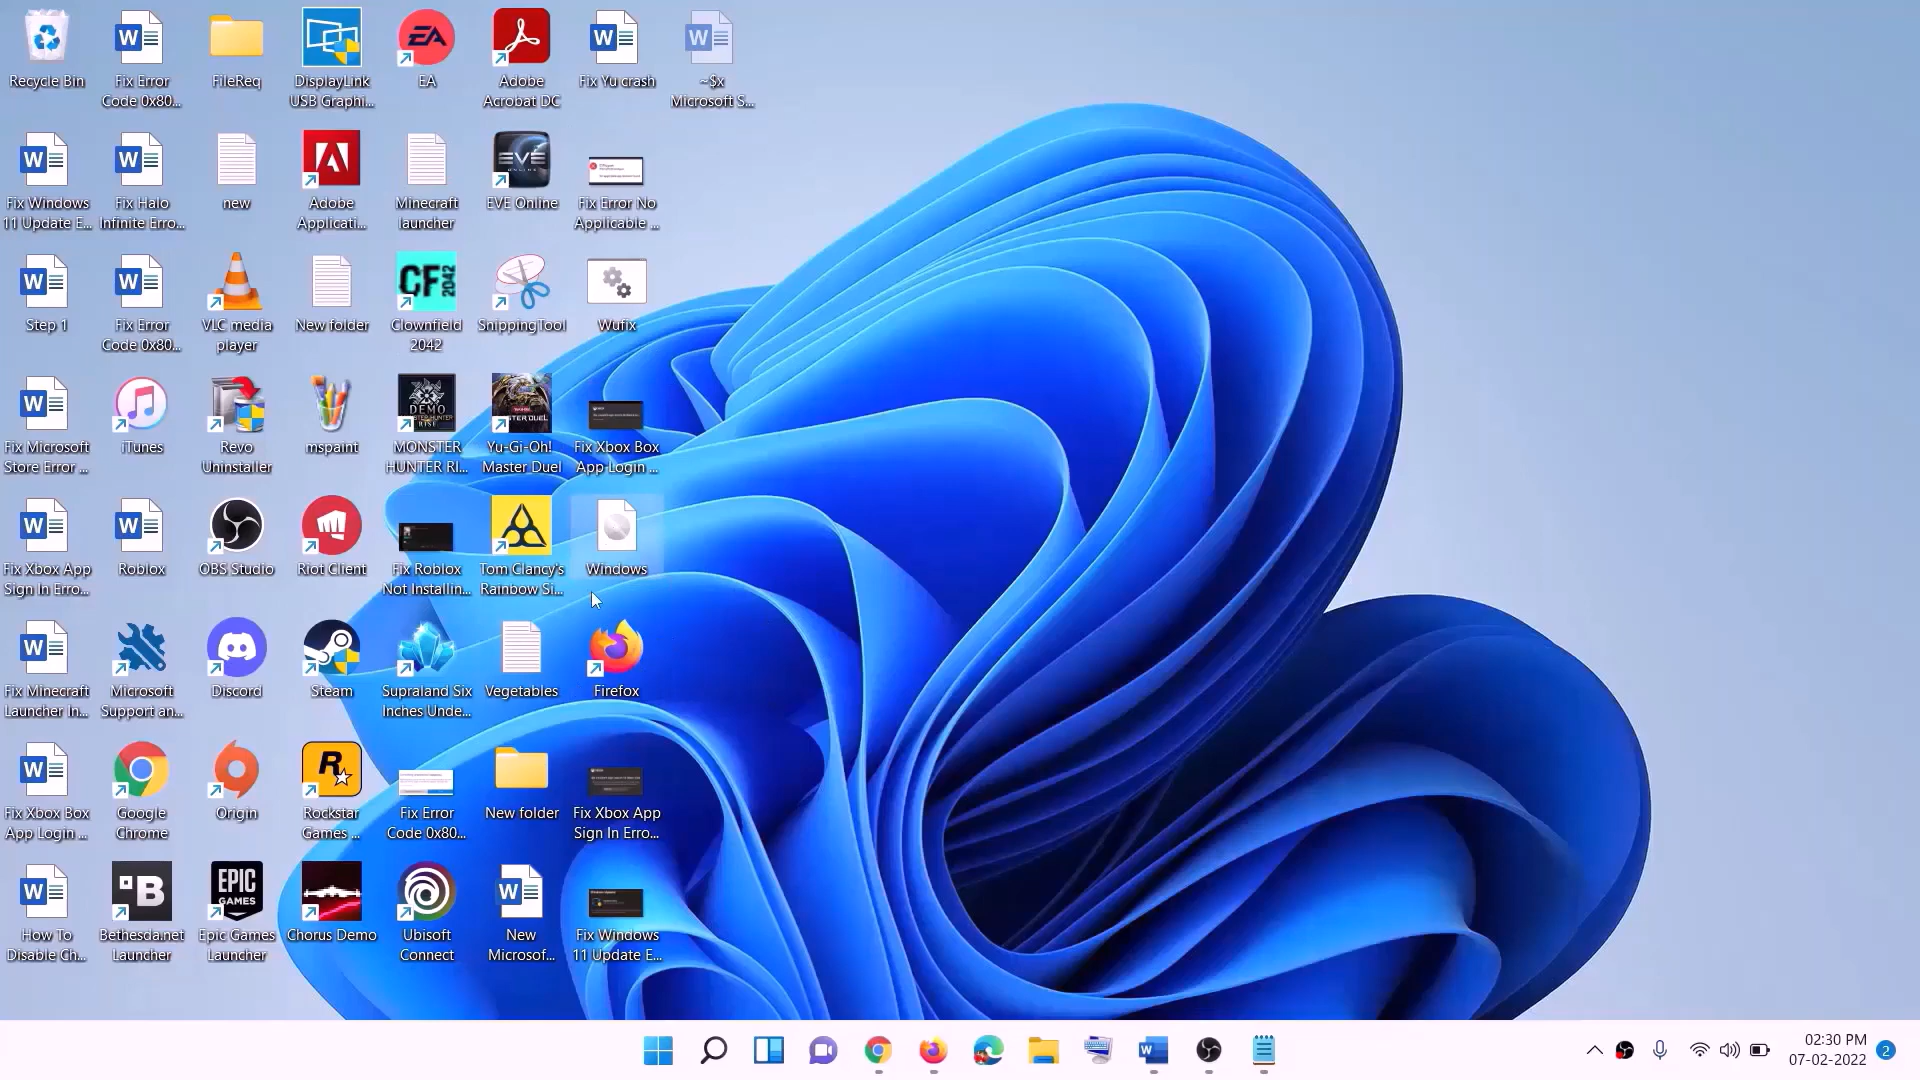 Recycle Bin
Fix Error
Code 0x80...
FileReq
DisplayLink
USB Graphi...
EA
Adobe
Acrobat DC
Fix Yu crash
~$x
Microsoft S...
Fix Windows
11 Update E...
Fix Halo
Infinite Erro...
new
Adobe
Applicati...
Minecraft
launcher
EVE Online
Fix Error No
Applicable ...
Step 1
Fix Error
Code 0x80...
VLC media
player
New folder
CF 2042
Clownfield
2042
SnippingTool
Wufix
Fix Microsoft
Store Error ...
iTunes
Revo
Uninstaller
mspaint
MONSTER
HUNTER RI...
Yu-Gi-Oh!
Master Duel
Fix Xbox Box
App Login ...
Fix Xbox App
Sign In Erro...
Roblox
OBS Studio
Riot Client
Fix Roblox
Not Installin...
Tom Clancy's
Rainbow Si...
Windows
Fix Minecraft
Launcher In...
Microsoft
Support an...
Discord
Steam
Supraland Six
Inches Unde...
Vegetables
Firefox
Fix Xbox Box
App Login ...
Google
Chrome
Origin
Rockstar
Games ...
Fix Error
Code 0x80...
New folder
Fix Xbox App
Sign In Erro...
How To
Disable Ch...
Bethesda.net
Launcher
EPIC
GAMES
Epic Games
Launcher
Chorus Demo
Ubisoft
Connect
New
Microsof...
Fix Windows
11 Update E...
02:30 PM
07-02-2022
2